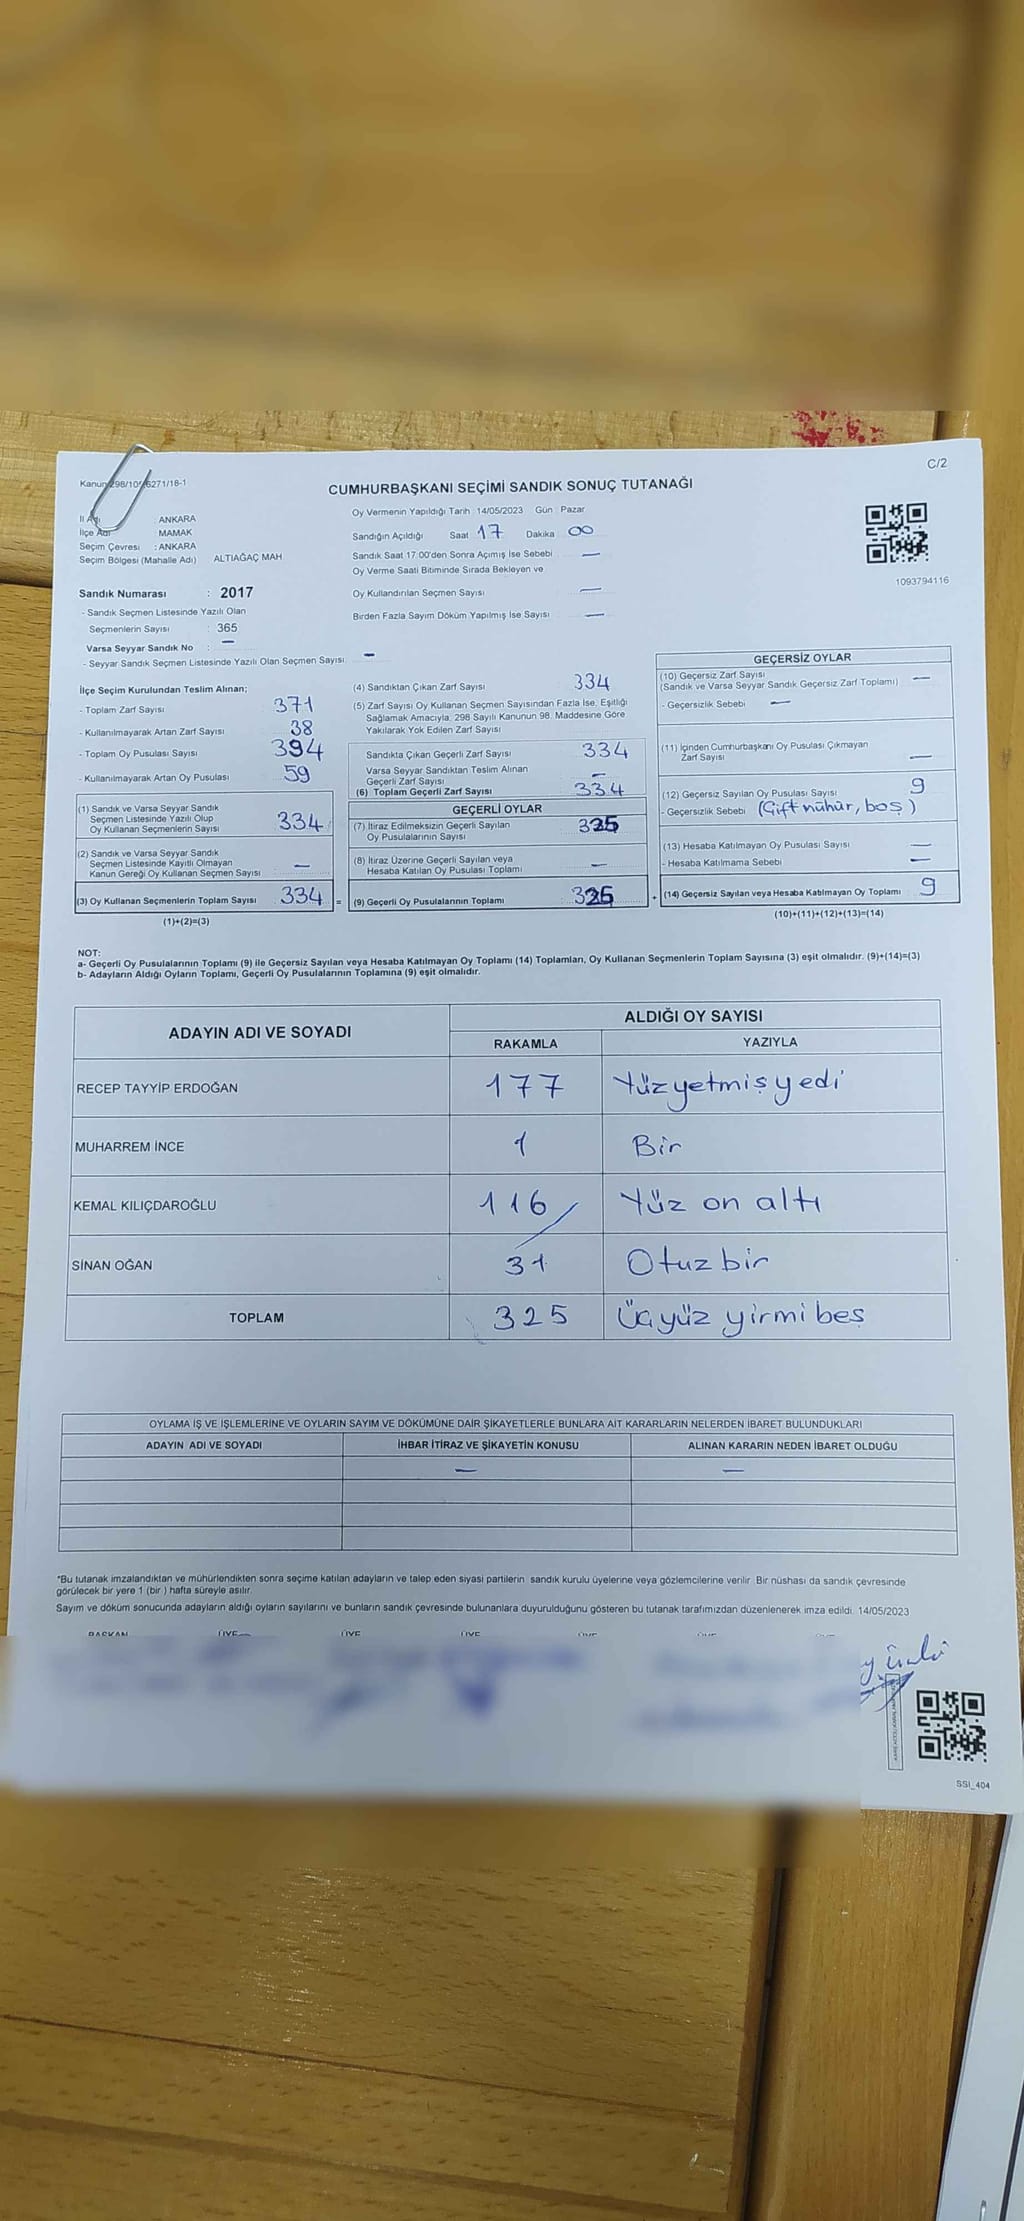 C/2
Kanun 298/105 6271/18-1
CUMHURBAŞKANI SEÇİMİ SANDIK SONUÇ TUTANAĞI
İl Adı ANKARA
İlçe Adı MAMAK
Seçim Çevresi : ANKARA
Seçim Bölgesi (Mahalle Adı) ALTIAĞAÇ MAH
Sandık Numarası : 2017
- Sandık Seçmen Listesinde Yazılı Olan
Seçmenlerin Sayısı : 365
Varsa Seyyar Sandık No : –
- Seyyar Sandık Seçmen Listesinde Yazılı Olan Seçmen Sayısı –
Oy Vermenin Yapıldığı Tarih 14/05/2023 Gün Pazar
Sandığın Açıldığı Saat 17 Dakika 00
Sandık Saat 17:00'den Sonra Açımış İse Sebebi –
Oy Verme Saati Bitiminde Sırada Bekleyen ve
Oy Kullandırılan Seçmen Sayısı –
Birden Fazla Sayım Döküm Yapılmış İse Sayısı –
1093794116
İlçe Seçim Kurulundan Teslim Alınan;
- Toplam Zarf Sayısı 371
- Kullanılmayarak Artan Zarf Sayısı 38
- Toplam Oy Pusulası Sayısı 394
- Kullanılmayarak Artan Oy Pusulası 59
(1) Sandık ve Varsa Seyyar Sandık
Seçmen Listesinde Yazılı Olup
Oy Kullanan Seçmenlerin Sayısı 334
(2) Sandık ve Varsa Seyyar Sandık
Seçmen Listesinde Kayıtlı Olmayan
Kanun Gereği Oy Kullanan Seçmen Sayısı –
(3) Oy Kullanan Seçmenlerin Toplam Sayısı 334 =
(1)+(2)=(3)
(4) Sandıktan Çıkan Zarf Sayısı 334
(5) Zarf Sayısı Oy Kullanan Seçmen Sayısından Fazla İse, Eşitliği
Sağlamak Amacıyla, 298 Sayılı Kanunun 98. Maddesine Göre
Yakılarak Yok Edilen Zarf Sayısı
Sandıkta Çıkan Geçerli Zarf Sayısı 334
Varsa Seyyar Sandıktan Teslim Alınan
Geçerli Zarf Sayısı –
(6) Toplam Geçerli Zarf Sayısı 334
GEÇERLİ OYLAR
(7) İtiraz Edilmeksizin Geçerli Sayılan
Oy Pusulalarının Sayısı 325
(8) İtiraz Üzerine Geçerli Sayılan veya
Hesaba Katılan Oy Pusulası Toplamı –
(9) Geçerli Oy Pusulalarının Toplamı 325 +
GEÇERSİZ OYLAR
(10) Geçersiz Zarf Sayısı
(Sandık ve Varsa Seyyar Sandık Geçersiz Zarf Toplamı) –
- Geçersizlik Sebebi –
(11) İçinden Cumhurbaşkanı Oy Pusulası Çıkmayan
Zarf Sayısı –
(12) Geçersiz Sayılan Oy Pusulası Sayısı 9
- Geçersizlik Sebebi (Çift mühür, boş)
(13) Hesaba Katılmayan Oy Pusulası Sayısı –
- Hesaba Katılmama Sebebi –
(14) Geçersiz Sayılan veya Hesaba Katılmayan Oy Toplamı 9
(10)+(11)+(12)+(13)=(14)
NOT:
a- Geçerli Oy Pusulalarının Toplamı (9) ile Geçersiz Sayılan veya Hesaba Katılmayan Oy Toplamı (14) Toplamları, Oy Kullanan Seçmenlerin Toplam Sayısına (3) eşit olmalıdır. (9)+(14)=(3)
b- Adayların Aldığı Oyların Toplamı, Geçerli Oy Pusulalarının Toplamına (9) eşit olmalıdır.
ADAYIN ADI VE SOYADI ALDIĞI OY SAYISI
RAKAMLA YAZIYLA
RECEP TAYYİP ERDOĞAN 177 Yüz yetmiş yedi
MUHARREM İNCE 1 Bir
KEMAL KILIÇDAROĞLU 116 Yüz on altı
SİNAN OĞAN 31 Otuz bir
TOPLAM 325 Üçyüz yirmi beş
OYLAMA İŞ VE İŞLEMLERİNE VE OYLARIN SAYIM VE DÖKÜMÜNE DAİR ŞİKAYETLERLE BUNLARA AİT KARARLARIN NELERDEN İBARET BULUNDUKLARI
ADAYIN ADI VE SOYADI İHBAR İTİRAZ VE ŞİKAYETİN KONUSU ALINAN KARARIN NEDEN İBARET OLDUĞU
– –
*Bu tutanak imzalandıktan ve mühürlendikten sonra seçime katılan adayların ve talep eden siyasi partilerin sandık kurulu üyelerine veya gözlemcilerine verilir. Bir nüshası da sandık çevresinde
görülecek bir yere 1 (bir ) hafta süreyle asılır.
Sayım ve döküm sonucunda adayların aldığı oyların sayılarını ve bunların sandık çevresinde bulunanlara duyurulduğunu gösteren bu tutanak tarafımızdan düzenlenerek imza edildi. 14/05/2023
BAŞKAN ÜYE ÜYE ÜYE ÜYE ÜYE ÜYE
SSI_404